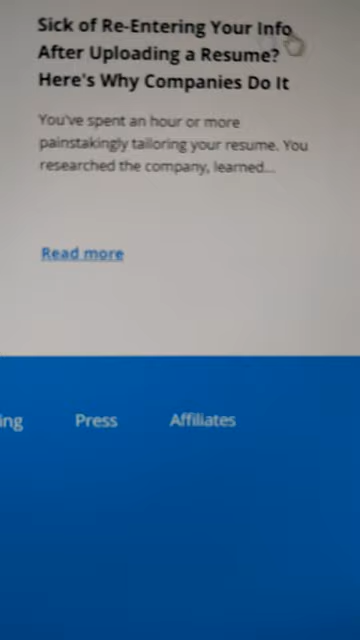 Sick of Re-Entering Your Info
After Uploading a Resume?
Here's Why Companies Do It
You've spent an hour or more
painstakingly tailoring your resume. You
researched the company, learned...
Read more
ing Press Affiliates